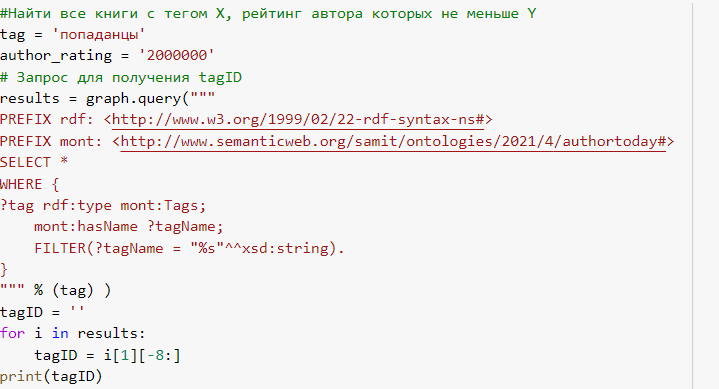 #Найти все книги с тегом X, рейтинг автора которых не меньше Y
tag = 'попаданцы'
author_rating = '2000000'
# Запрос для получения tagID
results = graph.query("""
PREFIX rdf: <http://www.w3.org/1999/02/22-rdf-syntax-ns#>
PREFIX mont: <http://www.semanticweb.org/samit/ontologies/2021/4/authortoday#>
SELECT *
WHERE {
?tag rdf:type mont:Tags;
    mont:hasName ?tagName;
    FILTER(?tagName = "%s"^^xsd:string).
}
""" % (tag) )
tagID = ''
for i in results:
    tagID = i[1][-8:]
print(tagID)